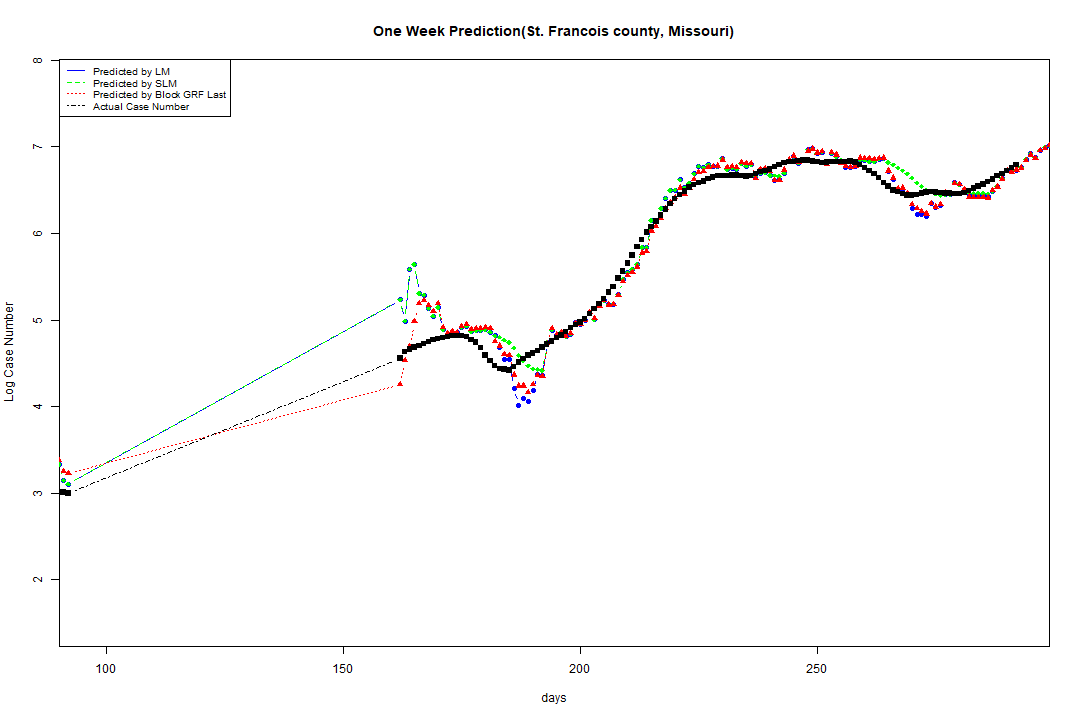 One Week Prediction(St. Francois county, Missouri)
Predicted by LM
Predicted by SLM
Predicted by Block GRF Last
Actual Case Number
8
7
6
5
4
3
2
Log Case Number
100 150 200 250
days